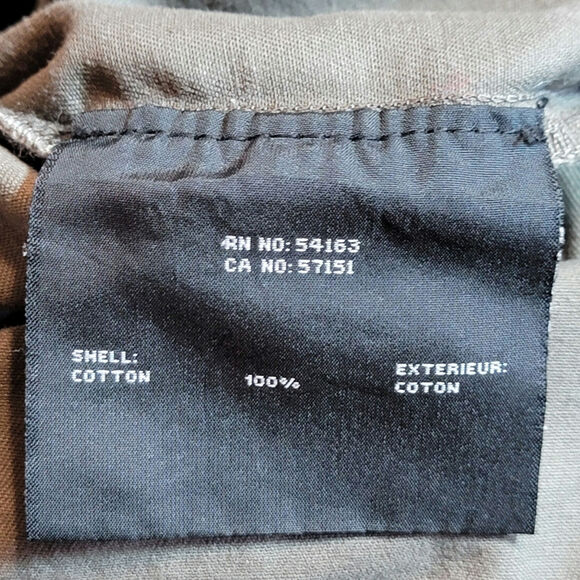 RN NO: 54163
CA NO: 57151
SHELL:
COTTON
100%
EXTERIEUR:
COTON